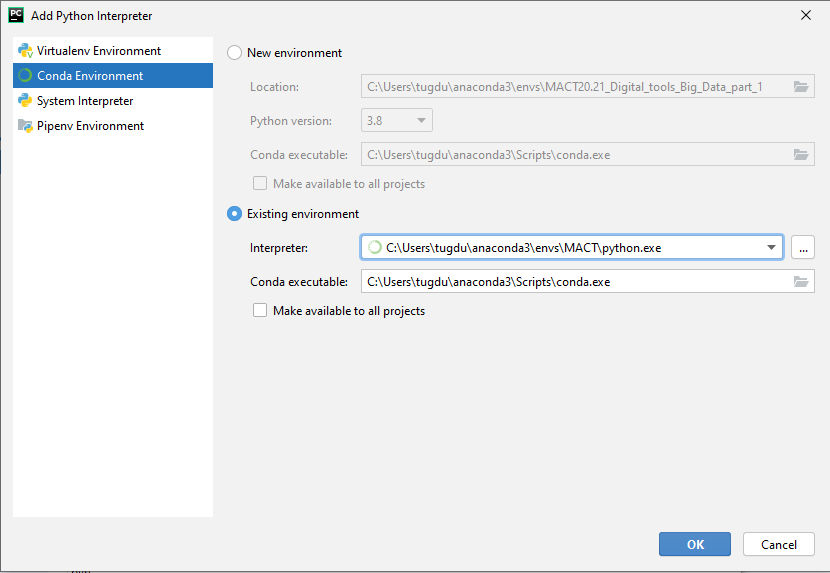 PC Add Python Interpreter
Virtualenv Environment
Conda Environment
System Interpreter
Pipenv Environment
New environment
Location: C:\Users\tugdu\anaconda3\envs\MACT20.21_Digital_tools_Big_Data_part_1
Python version: 3.8
Conda executable: C:\Users\tugdu\anaconda3\Scripts\conda.exe
Make available to all projects
Existing environment
Interpreter: C:\Users\tugdu\anaconda3\envs\MACT\python.exe ...
Conda executable: C:\Users\tugdu\anaconda3\Scripts\conda.exe
Make available to all projects
OK Cancel